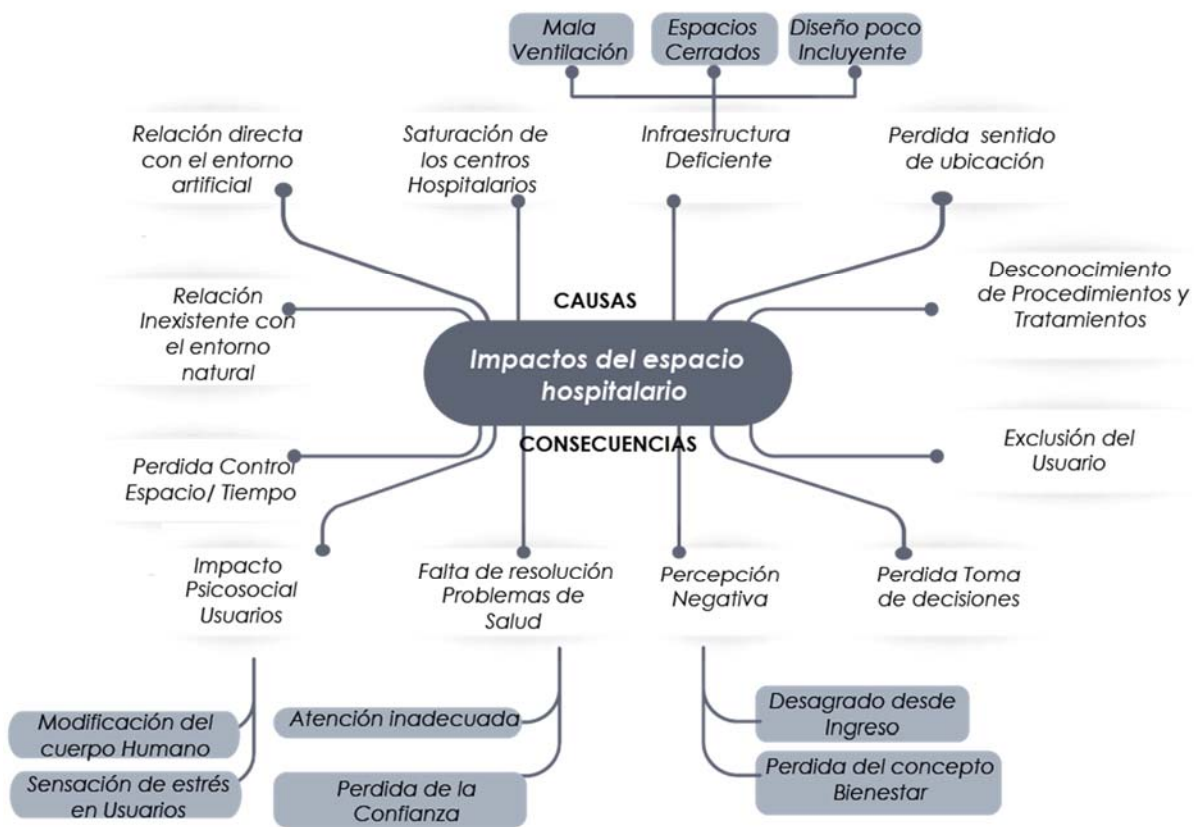 Mala
Ventilación
Espacios
Cerrados
Diseño poco
Incluyente
Relación directa
con el entorno
artificial
Saturación de
los centros
Hospitalarios
Infraestructura
Deficiente
Perdida sentido
de ubicación
Relación
Inexistente con
el entorno
natural
CAUSAS
Desconocimiento
de Procedimientos y
Tratamientos
Impactos del espacio
hospitalario
CONSECUENCIAS
Perdida Control
Espacio/ Tiempo
Exclusión del
Usuario
Impacto
Psicosocial
Usuarios
Falta de resolución
Problemas de
Salud
Percepción
Negativa
Perdida Toma
de decisiones
Modificación del
cuerpo Humano
Sensación de estrés
en Usuarios
Atención inadecuada
Perdida de la
Confianza
Desagrado desde
Ingreso
Perdida del concepto
Bienestar